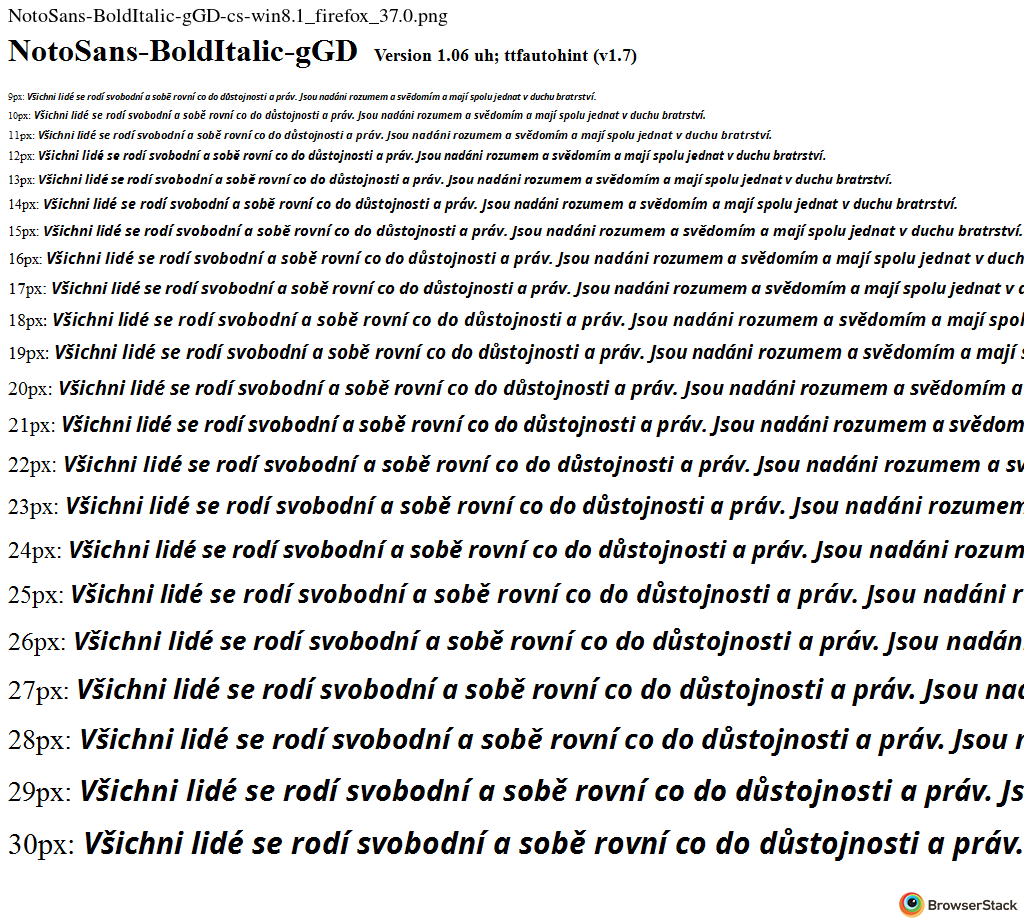 NotoSans-BoldItalic-gGD-cs-win8.1_firefox_37.0.png
NotoSans-BoldItalic-gGD Version 1.06 uh; ttfautohint (v1.7)
9px: Všichni lidé se rodí svobodní a sobě rovní co do důstojnosti a práv. Jsou nadáni rozumem a svědomím a mají spolu jednat v duchu bratrství.
10px: Všichni lidé se rodí svobodní a sobě rovní co do důstojnosti a práv. Jsou nadáni rozumem a svědomím a mají spolu jednat v duchu bratrství.
11px: Všichni lidé se rodí svobodní a sobě rovní co do důstojnosti a práv. Jsou nadáni rozumem a svědomím a mají spolu jednat v duchu bratrství.
12px: Všichni lidé se rodí svobodní a sobě rovní co do důstojnosti a práv. Jsou nadáni rozumem a svědomím a mají spolu jednat v duchu bratrství.
13px: Všichni lidé se rodí svobodní a sobě rovní co do důstojnosti a práv. Jsou nadáni rozumem a svědomím a mají spolu jednat v duchu bratrství.
14px: Všichni lidé se rodí svobodní a sobě rovní co do důstojnosti a práv. Jsou nadáni rozumem a svědomím a mají spolu jednat v duchu bratrství.
15px: Všichni lidé se rodí svobodní a sobě rovní co do důstojnosti a práv. Jsou nadáni rozumem a svědomím a mají spolu jednat v duchu bratrství.
16px: Všichni lidé se rodí svobodní a sobě rovní co do důstojnosti a práv. Jsou nadáni rozumem a svědomím a mají spolu jednat v duch
17px: Všichni lidé se rodí svobodní a sobě rovní co do důstojnosti a práv. Jsou nadáni rozumem a svědomím a mají spolu jednat v d
18px: Všichni lidé se rodí svobodní a sobě rovní co do důstojnosti a práv. Jsou nadáni rozumem a svědomím a mají spol
19px: Všichni lidé se rodí svobodní a sobě rovní co do důstojnosti a práv. Jsou nadáni rozumem a svědomím a mají s
20px: Všichni lidé se rodí svobodní a sobě rovní co do důstojnosti a práv. Jsou nadáni rozumem a svědomím a
21px: Všichni lidé se rodí svobodní a sobě rovní co do důstojnosti a práv. Jsou nadáni rozumem a svědom
22px: Všichni lidé se rodí svobodní a sobě rovní co do důstojnosti a práv. Jsou nadáni rozumem a sv
23px: Všichni lidé se rodí svobodní a sobě rovní co do důstojnosti a práv. Jsou nadáni rozumem
24px: Všichni lidé se rodí svobodní a sobě rovní co do důstojnosti a práv. Jsou nadáni rozum
25px: Všichni lidé se rodí svobodní a sobě rovní co do důstojnosti a práv. Jsou nadáni r
26px: Všichni lidé se rodí svobodní a sobě rovní co do důstojnosti a práv. Jsou nadán
27px: Všichni lidé se rodí svobodní a sobě rovní co do důstojnosti a práv. Jsou nad
28px: Všichni lidé se rodí svobodní a sobě rovní co do důstojnosti a práv. Jsou n
29px: Všichni lidé se rodí svobodní a sobě rovní co do důstojnosti a práv. Js
30px: Všichni lidé se rodí svobodní a sobě rovní co do důstojnosti a práv.
BrowserStack